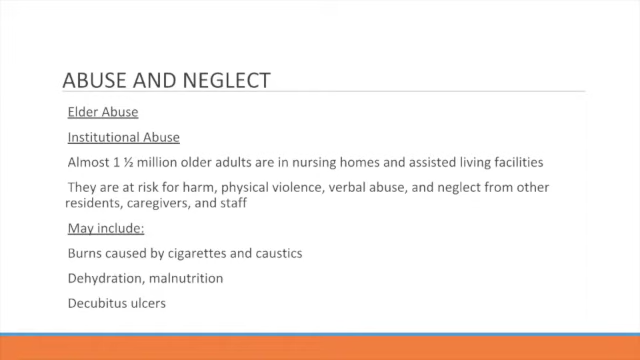 ABUSE AND NEGLECT
Elder Abuse
Institutional Abuse
Almost 1 ½ million older adults are in nursing homes and assisted living facilities
They are at risk for harm, physical violence, verbal abuse, and neglect from other
residents, caregivers, and staff
May include:
Burns caused by cigarettes and caustics
Dehydration, malnutrition
Decubitus ulcers